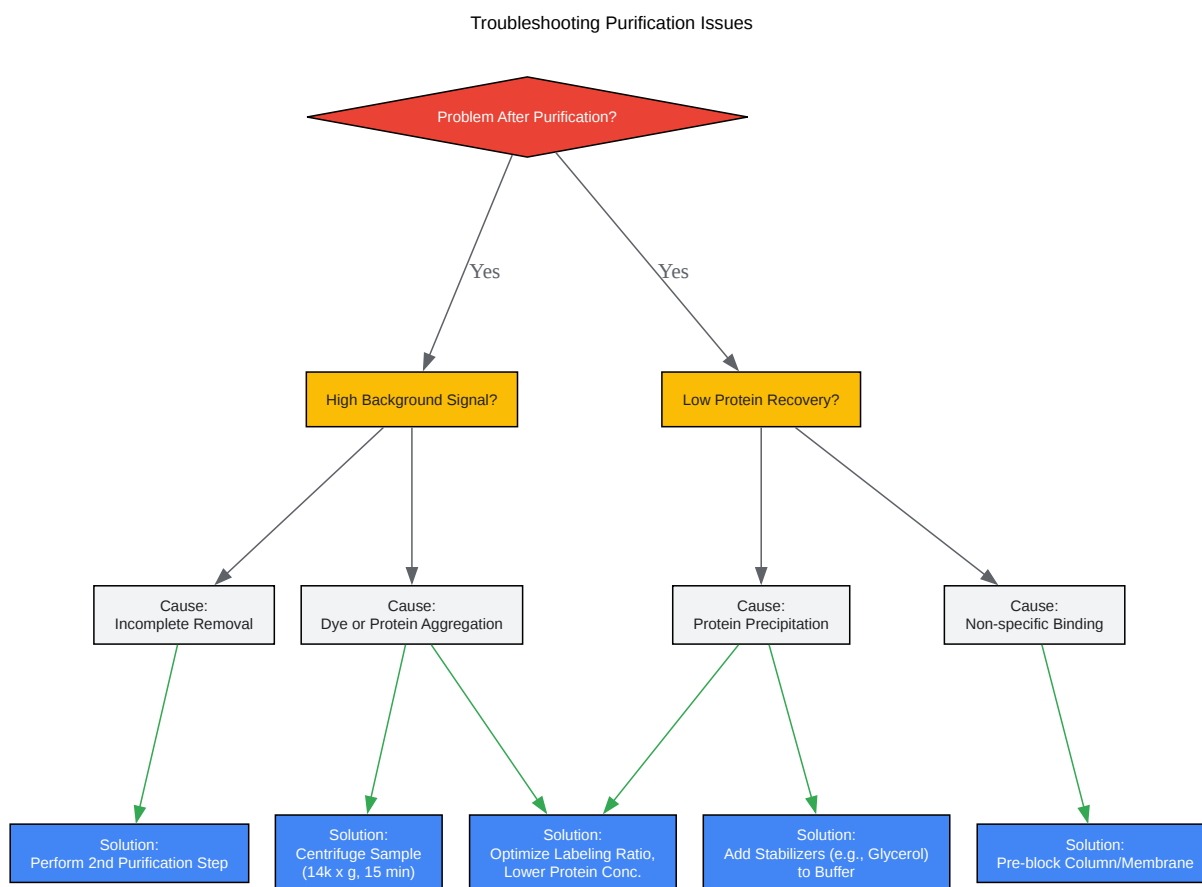 Troubleshooting Purification Issues
Problem After Purification?
Yes
Yes
High Background Signal?
Low Protein Recovery?
Cause:
Incomplete Removal
Cause:
Dye or Protein Aggregation
Cause:
Protein Precipitation
Cause:
Non-specific Binding
Solution:
Perform 2nd Purification Step
Solution:
Centrifuge Sample
(14k x g, 15 min)
Solution:
Optimize Labeling Ratio,
Lower Protein Conc.
Solution:
Add Stabilizers (e.g., Glycerol)
to Buffer
Solution:
Pre-block Column/Membrane